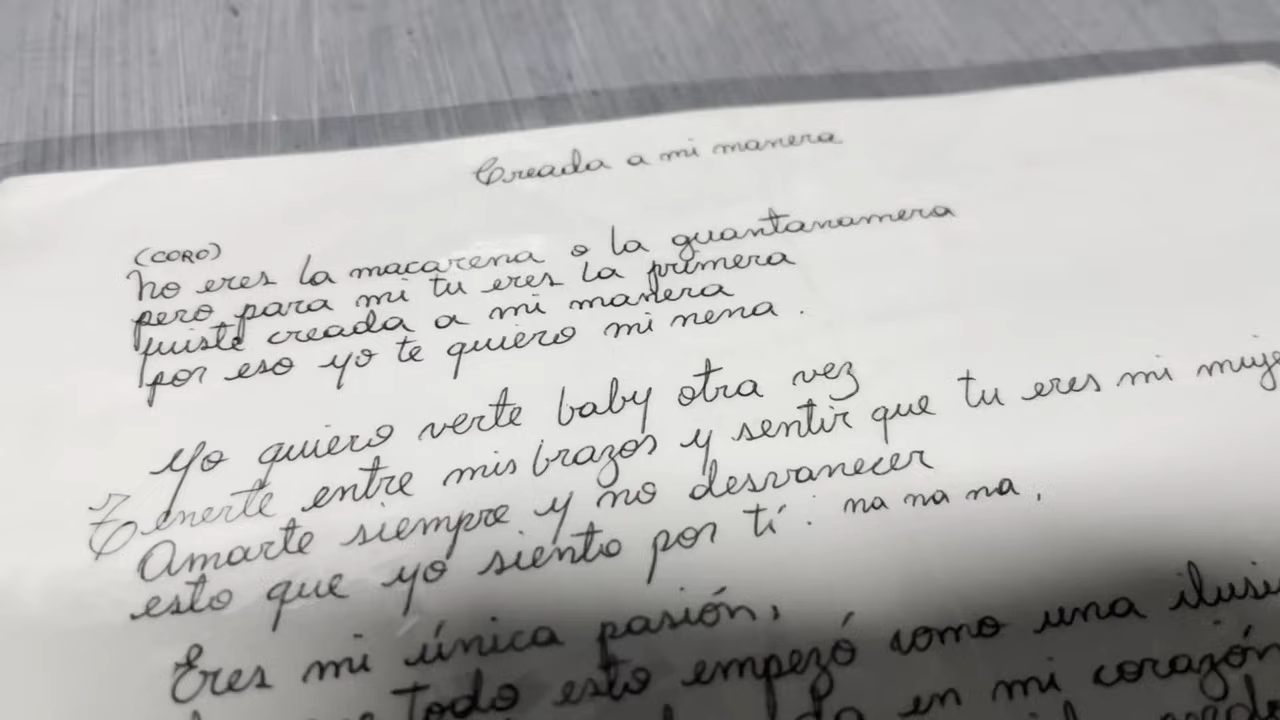 Creada a mi manera
(CORO)
no eres la macarena o la guantanamera
pero para mi tu eres la primera
fuiste creada a mi manera
por eso yo te quiero mi nena.
Yo quiero verte baby otra vez
Tenerte entre mis brazos y sentir que tu eres mi
Amarte siempre y no desvanecer
esto que yo siento por tí. na na na.
Eres mi única pasión,
todo esto empezó como una
en mi corazón